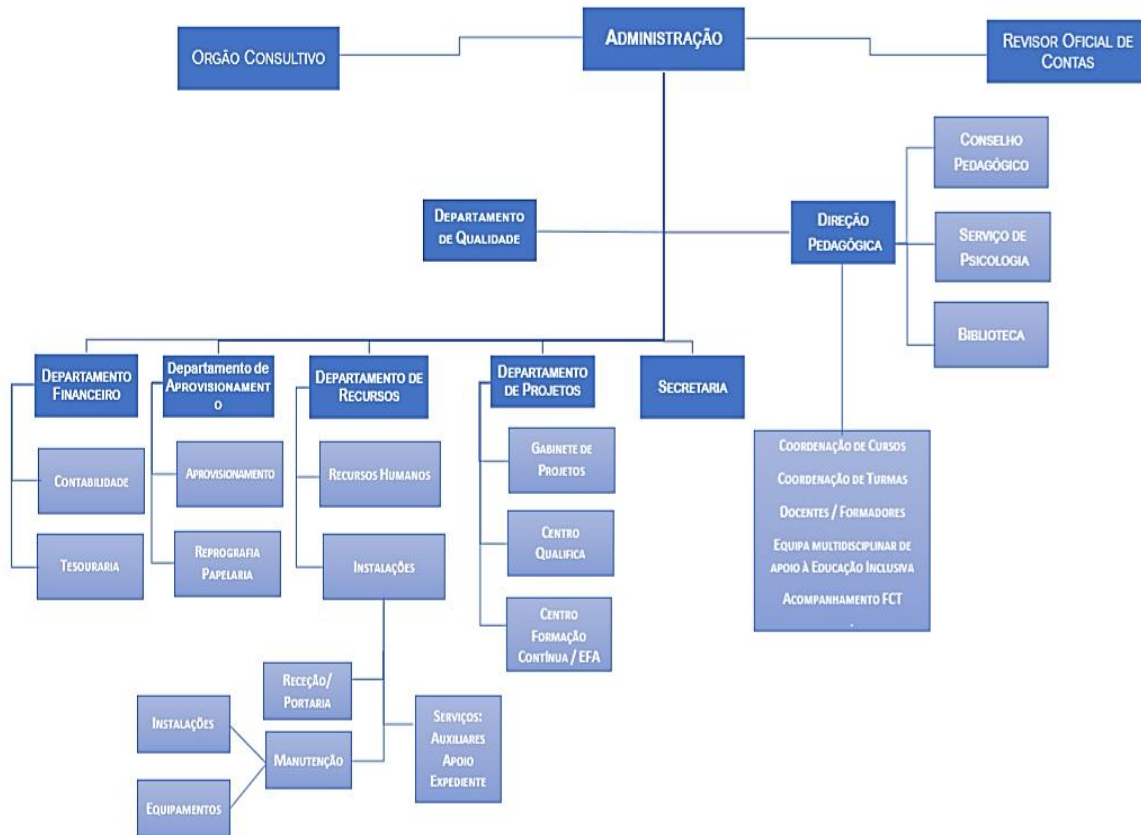 ADMINISTRAÇÃO
ORGÃO CONSULTIVO
REVISOR OFICIAL DE
CONTAS
CONSELHO
PEDAGÓGICO
DEPARTAMENTO
DE QUALIDADE
DIREÇÃO
PEDAGÓGICA
SERVIÇO DE
PSICOLOGIA
BIBLIOTECA
DEPARTAMENTO
FINANCEIRO
Departamento de
APROVISIONAMENT
O
DEPARTAMENTO DE
RECURSOS
DEPARTAMENTO
DE PROJETOS
SECRETARIA
CONTABILIDADE
APROVISIONAMENTO
RECURSOS HUMANOS
GABINETE DE
PROJETOS
TESOURARIA
REPROGRAFIA
PAPELARIA
INSTALAÇÕES
CENTRO
QUALIFICA
CENTRO
FORMAÇÃO
CONTÍNUA / EFA
COORDENAÇÃO DE CURSOS
COORDENAÇÃO DE TURMAS
DOCENTES / FORMADORES
EQUIPA MULTIDISCIPLINAR DE
APOIO À EDUCAÇÃO INCLUSIVA
ACOMPANHAMENTO FCT
.
RECEÇÃO/
PORTARIA
INSTALAÇÕES
MANUTENÇÃO
EQUIPAMENTOS
SERVIÇOS:
AUXILIARES
APOIO
EXPEDIENTE